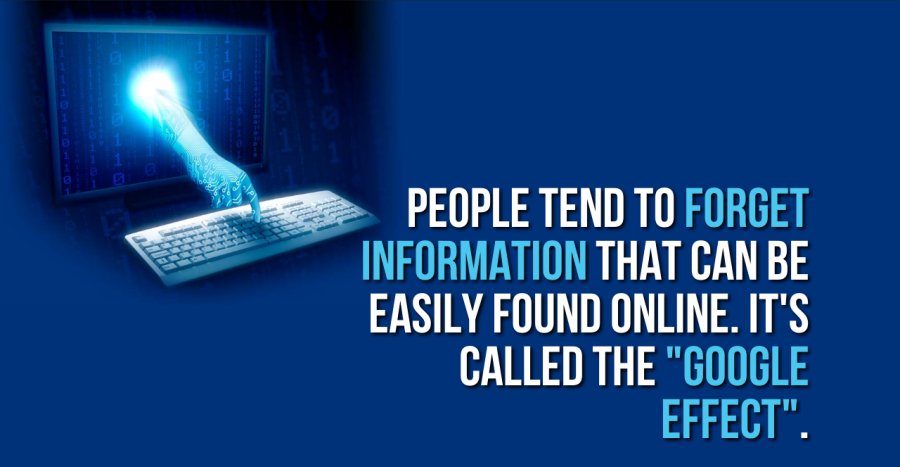 PEOPLE TEND TO FORGET
INFORMATION THAT CAN BE
EASILY FOUND ONLINE. IT'S
CALLED THE "GOOGLE
EFFECT".